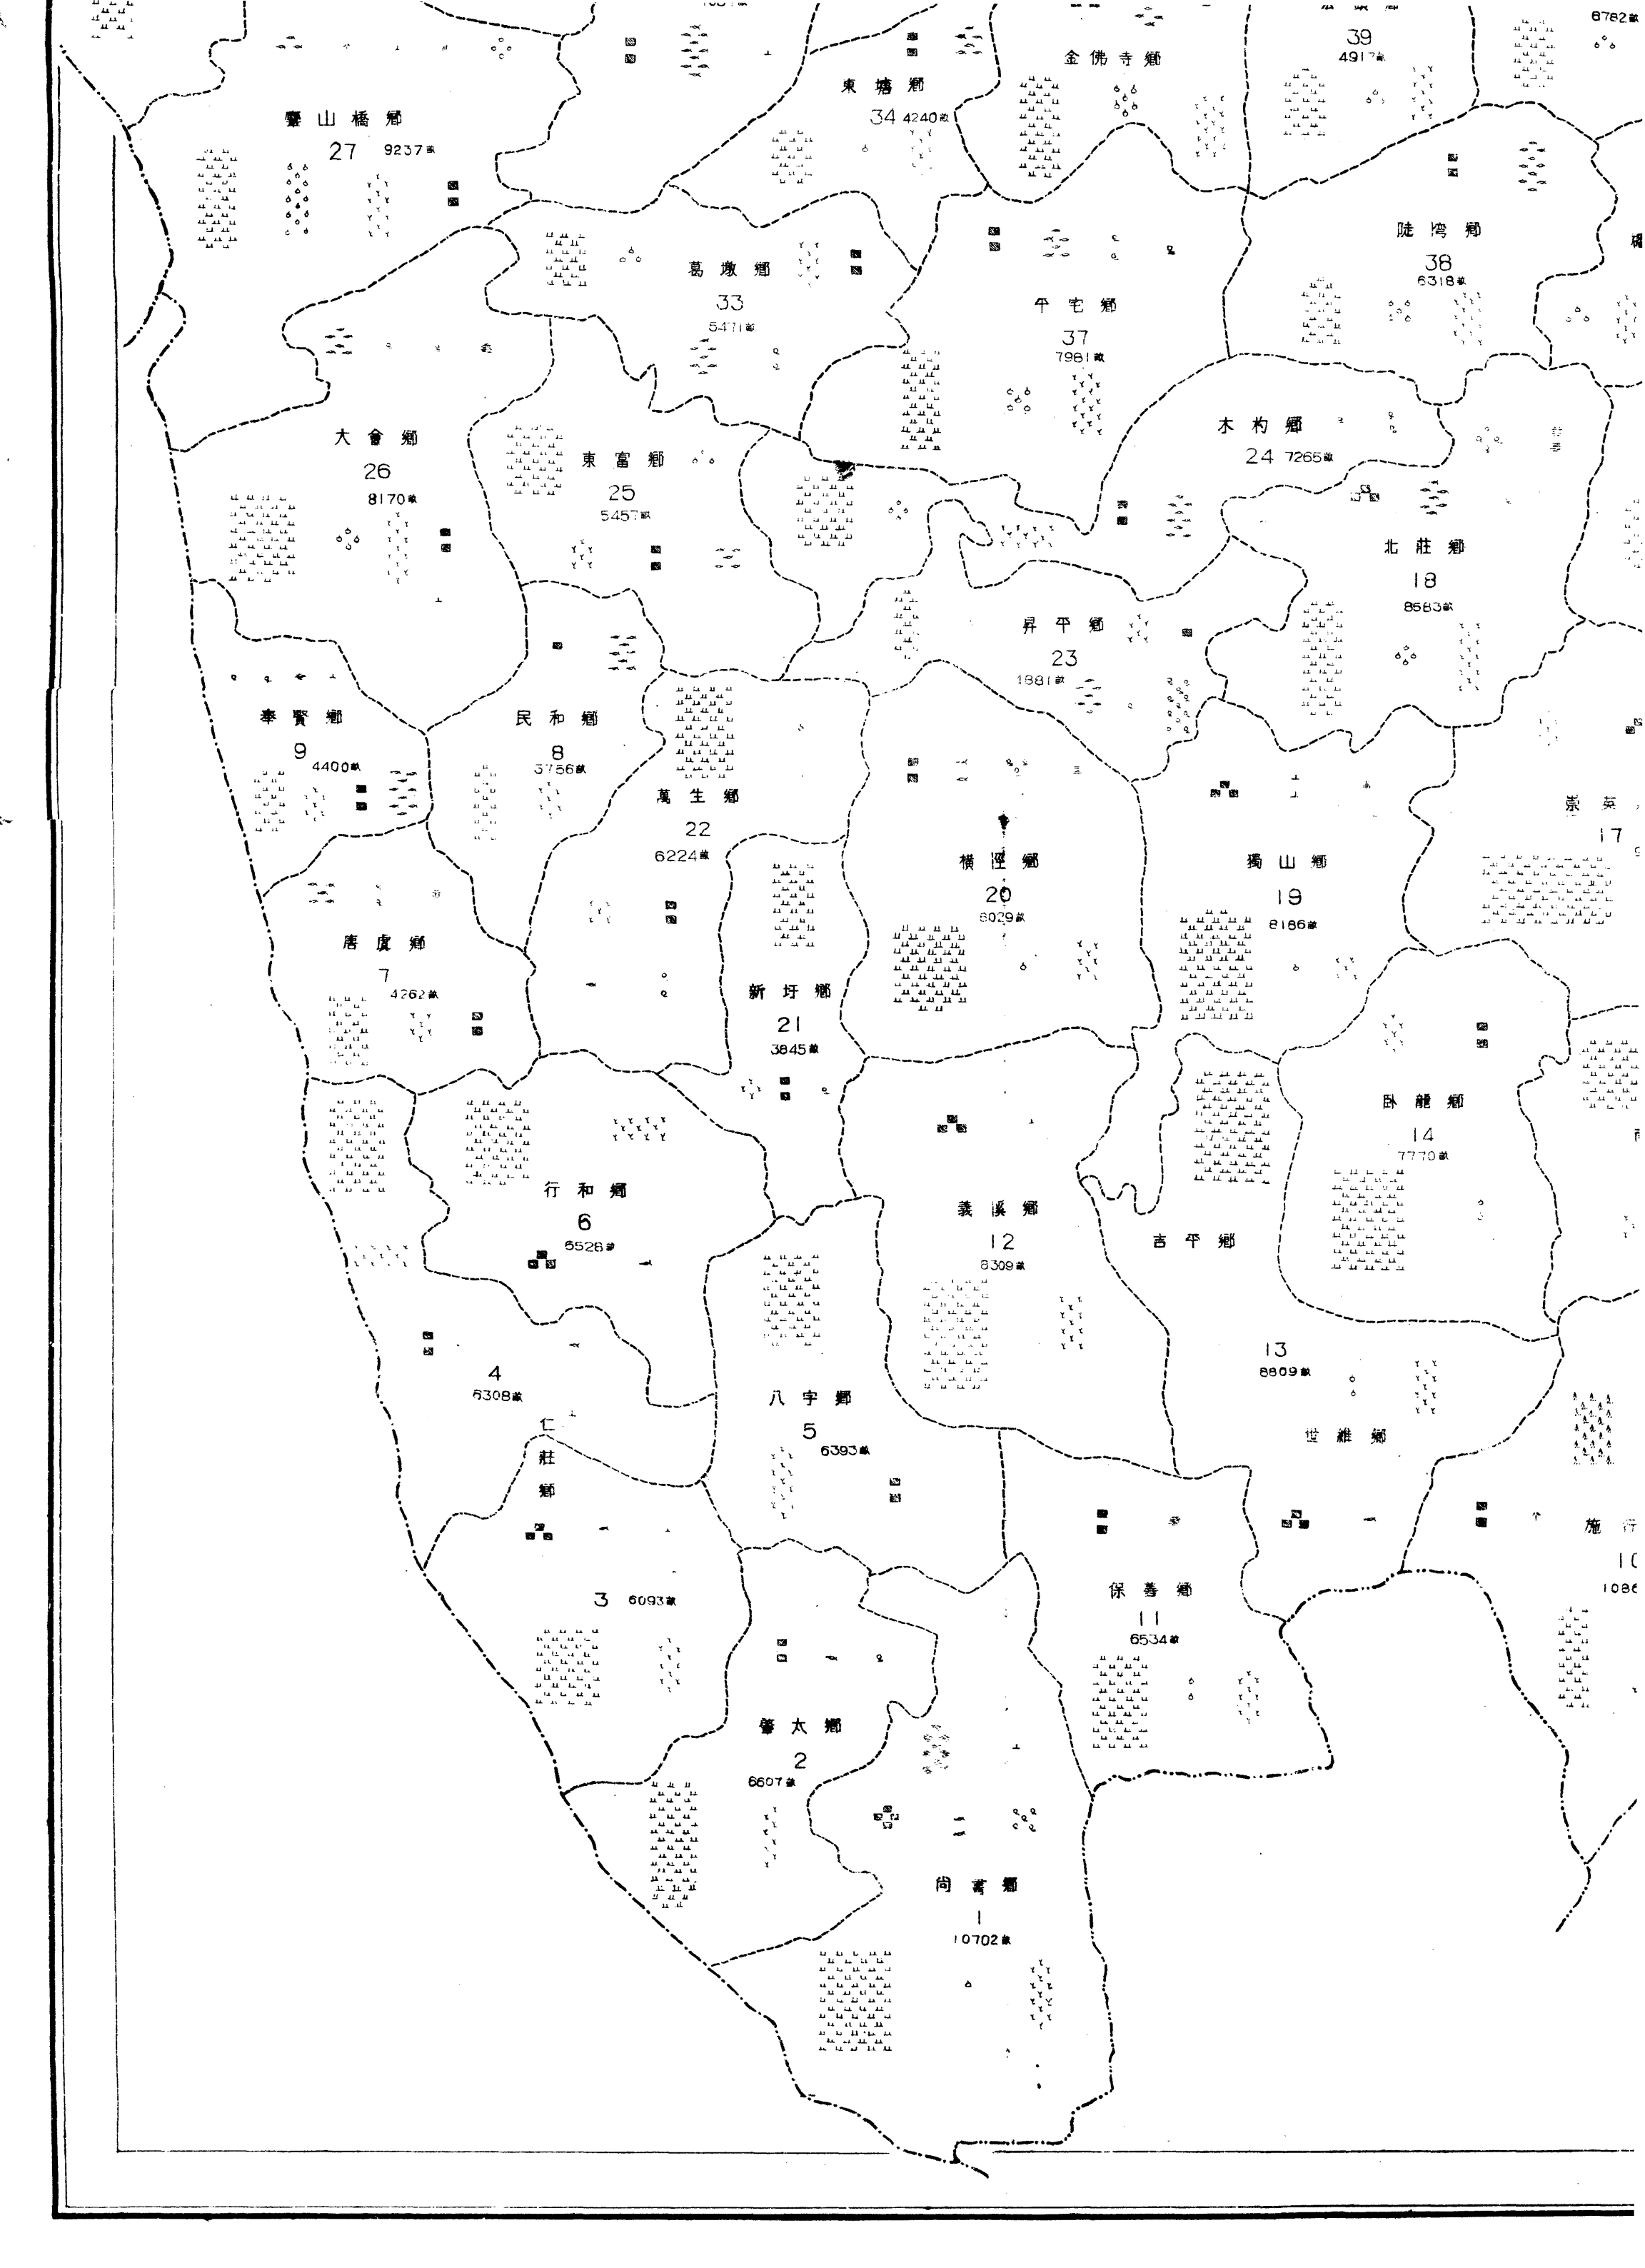 8782畝
39
4917畝
金佛寺鄉
東塘鄉
34 4240畝
山橋鄉
27 9237畝
陡灣鄉
38
6318畝
葛墩鄉
33
5471畝
平宅鄉
37
7981畝
大會鄉
26
8170畝
東富鄉
25
5457畝
木杓鄉
24 7265畝
北莊鄉
18
8583畝
昇平鄉
23
奉賢鄉
9
4400畝
民和鄉
8
3756畝
萬生鄉
22
6224畝
崇英
17
橫涇鄉
20
獨山鄉
19
8186畝
唐虞鄉
7
4262畝
新圩鄉
21
3845畝
臥龍鄉
14
7770畝
行和鄉
6
6528畝
義溪鄉
12
8309畝
吉平鄉
13
8809畝
世維鄉
4
6308畝
仁莊鄉
八字鄉
5
6393畝
施行
10
1086
3 6093畝
保善鄉
11
6534畝
肇太鄉
2
6607畝
尚書鄉
1
10702畝